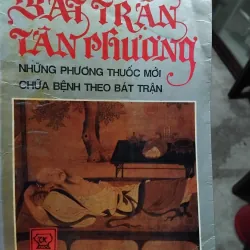 BÁT TRẬN
TÂN PHƯƠNG
NHỮNG PHƯƠNG THUỐC MỚI
CHỮA BỆNH THEO BÁT TRẬN